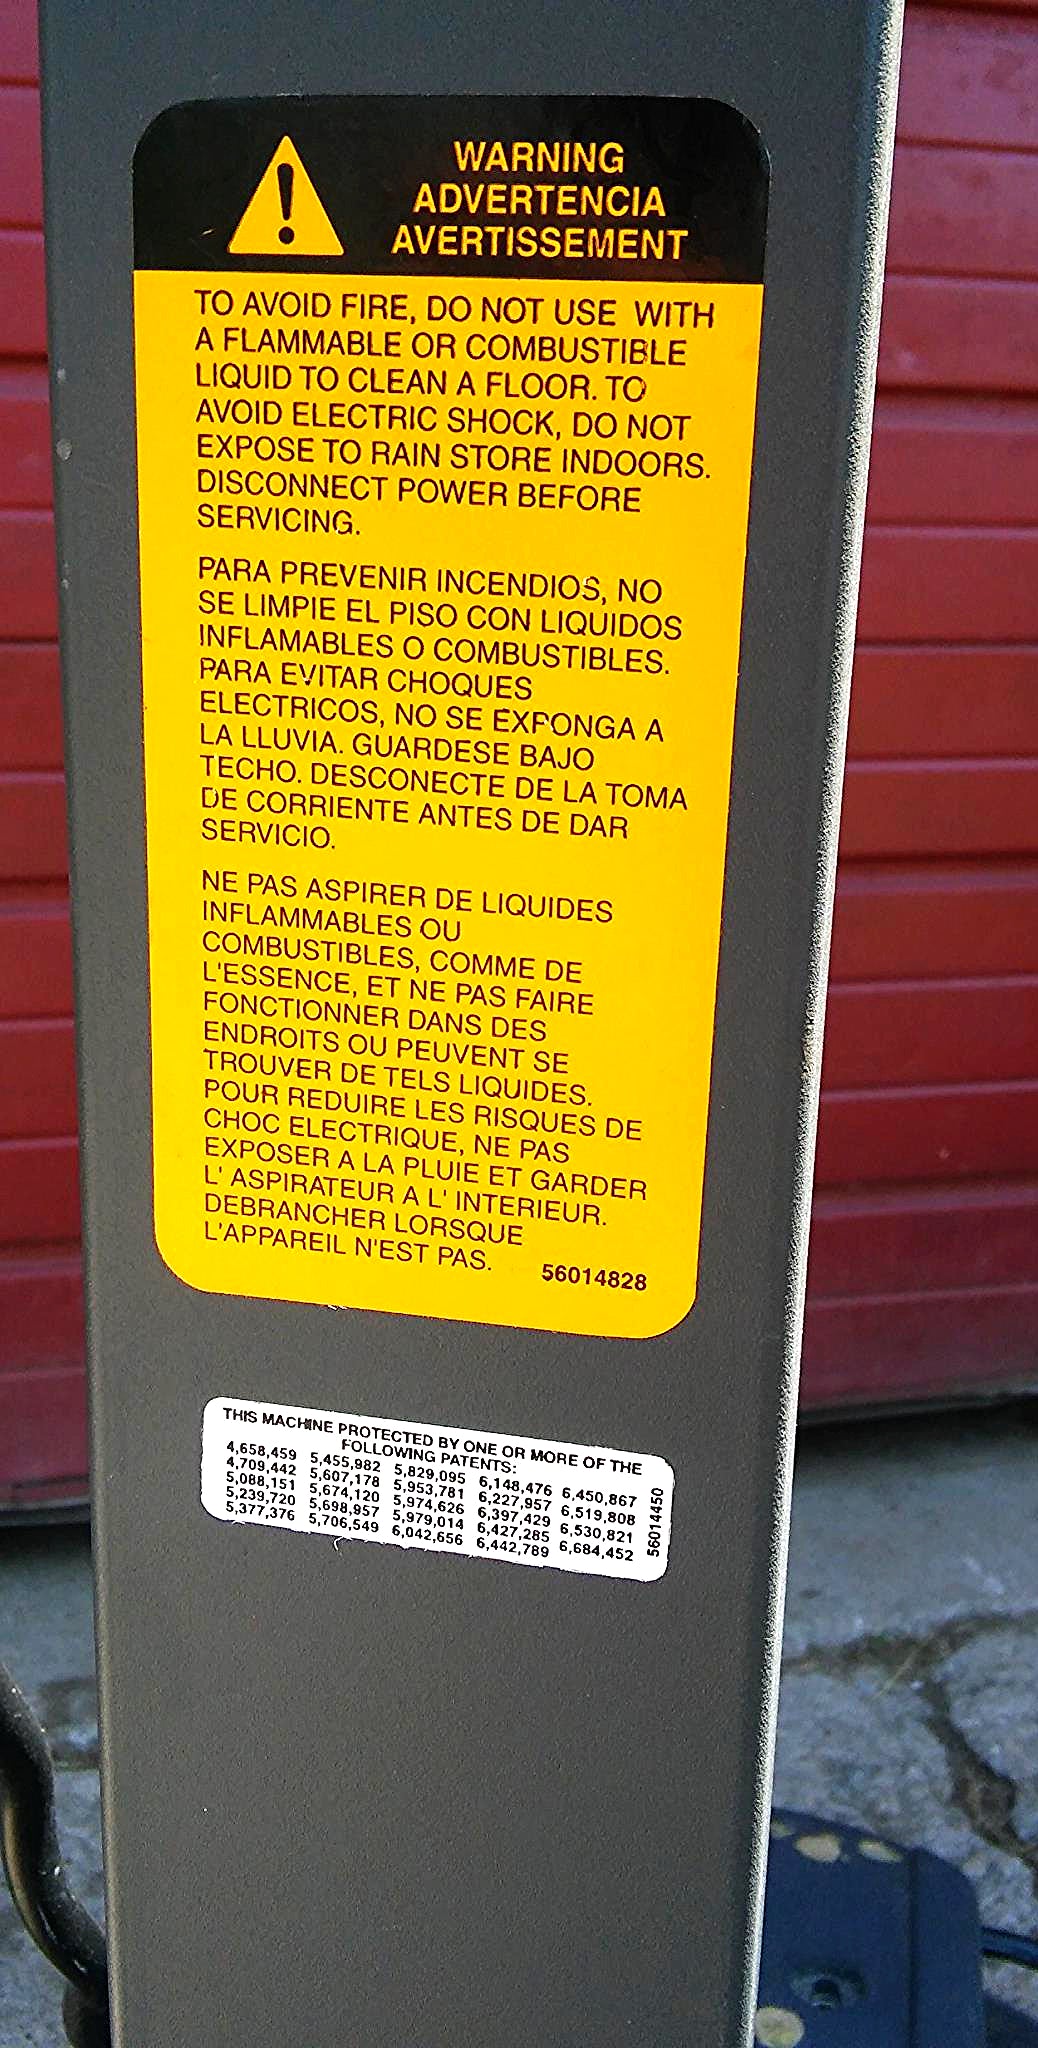 WARNING
ADVERTENCIA
AVERTISSEMENT
TO AVOID FIRE, DO NOT USE WITH
A FLAMMABLE OR COMBUSTIBLE
LIQUID TO CLEAN A FLOOR. TO
AVOID ELECTRIC SHOCK, DO NOT
EXPOSE TO RAIN STORE INDOORS.
DISCONNECT POWER BEFORE
SERVICING.
PARA PREVENIR INCENDIOS, NO
SE LIMPIE EL PISO CON LIQUIDOS
INFLAMABLES O COMBUSTIBLES.
PARA EVITAR CHOQUES
ELECTRICOS, NO SE EXPONGA A
LA LLUVIA. GUARDESE BAJO
TECHO. DESCONECTE DE LA TOMA
DE CORRIENTE ANTES DE DAR
SERVICIO.
NE PAS ASPIRER DE LIQUIDES
INFLAMMABLES OU
COMBUSTIBLES, COMME DE
L'ESSENCE, ET NE PAS FAIRE
FONCTIONNER DANS DES
ENDROITS OU PEUVENT SE
TROUVER DE TELS LIQUIDES.
POUR REDUIRE LES RISQUES DE
CHOC ELECTRIQUE, NE PAS
EXPOSER A LA PLUIE ET GARDER
L' ASPIRATEUR A L' INTERIEUR.
DEBRANCHER LORSQUE
L'APPAREIL N'EST PAS.
56014828
THIS MACHINE PROTECTED BY ONE OR MORE OF THE
FOLLOWING PATENTS:
4,658,459 5,455,982 5,829,095 6,148,476 6,450,867
4,709,442 5,607,178 5,953,781 6,227,957 6,519,808
5,088,151 5,674,120 5,974,626 6,397,429 6,530,821
5,239,720 5,698,957 5,979,014 6,427,285 6,684,452
5,377,376 5,706,549 6,042,656 6,442,789
56014450